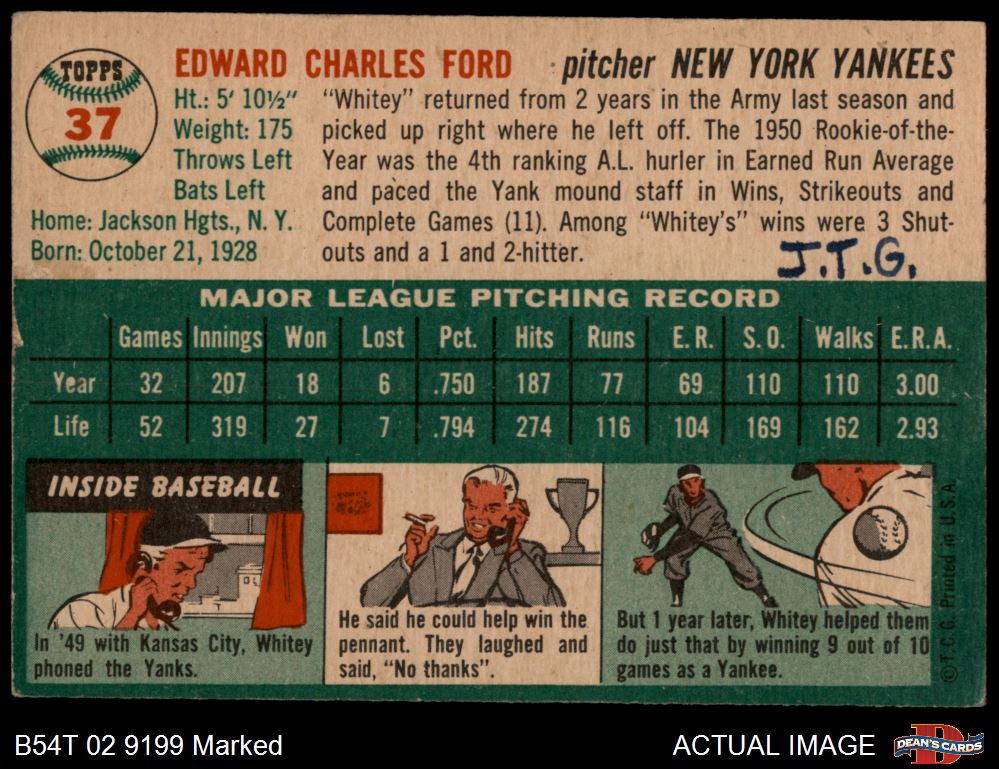 TOPPS
37
EDWARD CHARLES FORD pitcher NEW YORK YANKEES
Ht.: 5' 10½"
Weight: 175
Throws Left
Bats Left
Home: Jackson Hgts., N. Y.
Born: October 21, 1928
"Whitey" returned from 2 years in the Army last season and
picked up right where he left off. The 1950 Rookie-of-the-
Year was the 4th ranking A.L. hurler in Earned Run Average
and paced the Yank mound staff in Wins, Strikeouts and
Complete Games (11). Among "Whitey's" wins were 3 Shut-
outs and a 1 and 2-hitter.
J.T.G.
MAJOR LEAGUE PITCHING RECORD
Games Innings Won Lost Pct. Hits Runs E.R. S.O. Walks E.R.A.
Year 32 207 18 6 .750 187 77 69 110 110 3.00
Life 52 319 27 7 .794 274 116 104 169 162 2.93
INSIDE BASEBALL
In '49 with Kansas City, Whitey
phoned the Yanks.
He said he could help win the
pennant. They laughed and
said, "No thanks".
But 1 year later, Whitey helped them
do just that by winning 9 out of 10
games as a Yankee.
© T.C.G. Printed in U.S.A.
B54T 02 9199 Marked
ACTUAL IMAGE
DEAN'S CARDS